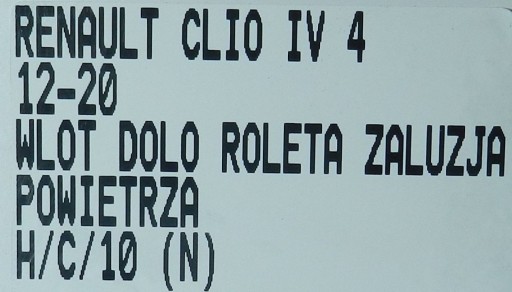 RENAULT CLIO IV 4
12-20
WLOT DOLO ROLETA ZALUZJA
POWIETRZA
H/C/10 (N)